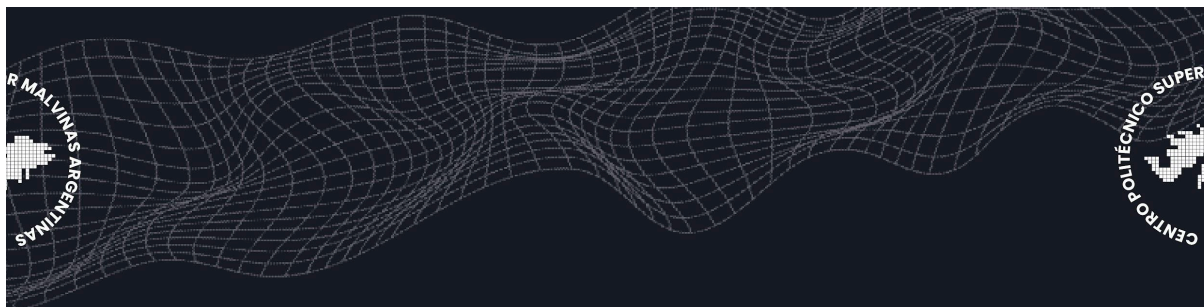 R MALVINAS ARGENTINAS
CENTRO POLITÉCNICO SUPER